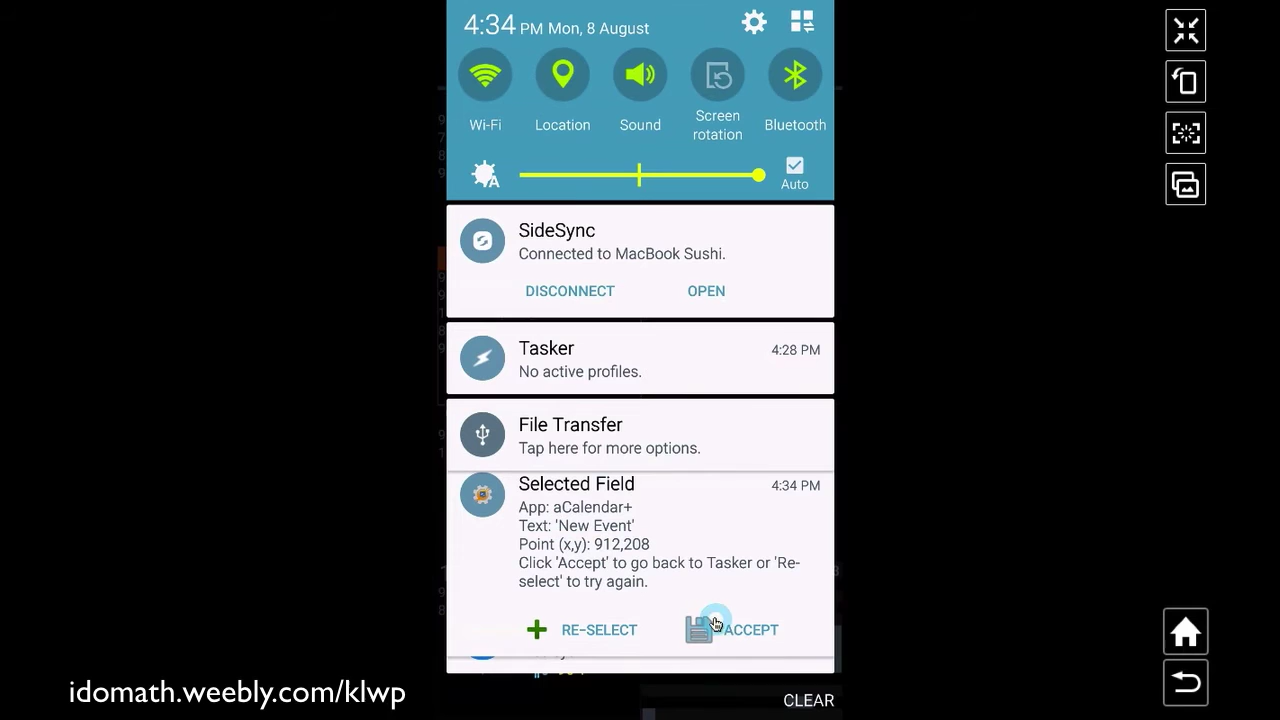 4:34 PM Mon, 8 August
Wi-Fi
Location
Sound
Screen
rotation
Bluetooth
A
Auto
SideSync
Connected to MacBook Sushi.
DISCONNECT
OPEN
Tasker
4:28 PM
No active profiles.
File Transfer
Tap here for more options.
Selected Field
4:34 PM
App: aCalendar+
Text: 'New Event'
Point (x,y): 912,208
Click 'Accept' to go back to Tasker or 'Re-
select' to try again.
RE-SELECT
ACCEPT
CLEAR
idomath.weebly.com/klwp